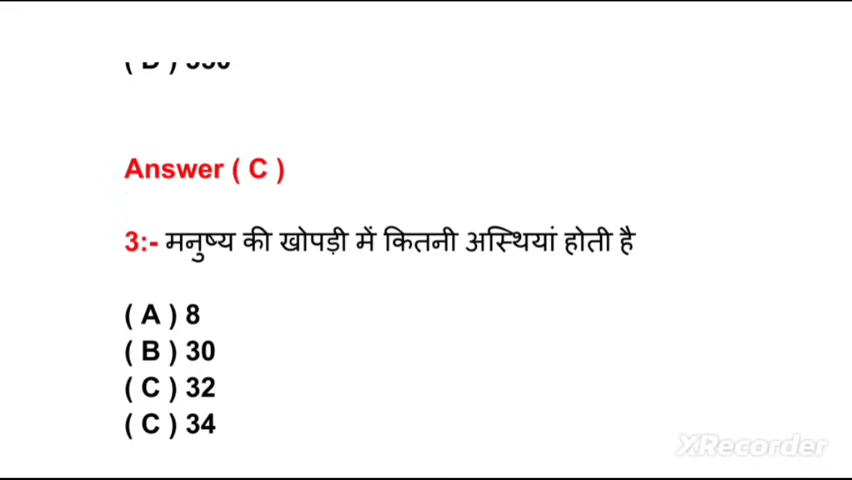 Answer ( C )
3:- मनुष्य की खोपड़ी में कितनी अस्थियां होती है
( A ) 8
( B ) 30
( C ) 32
( C ) 34
XRecorder